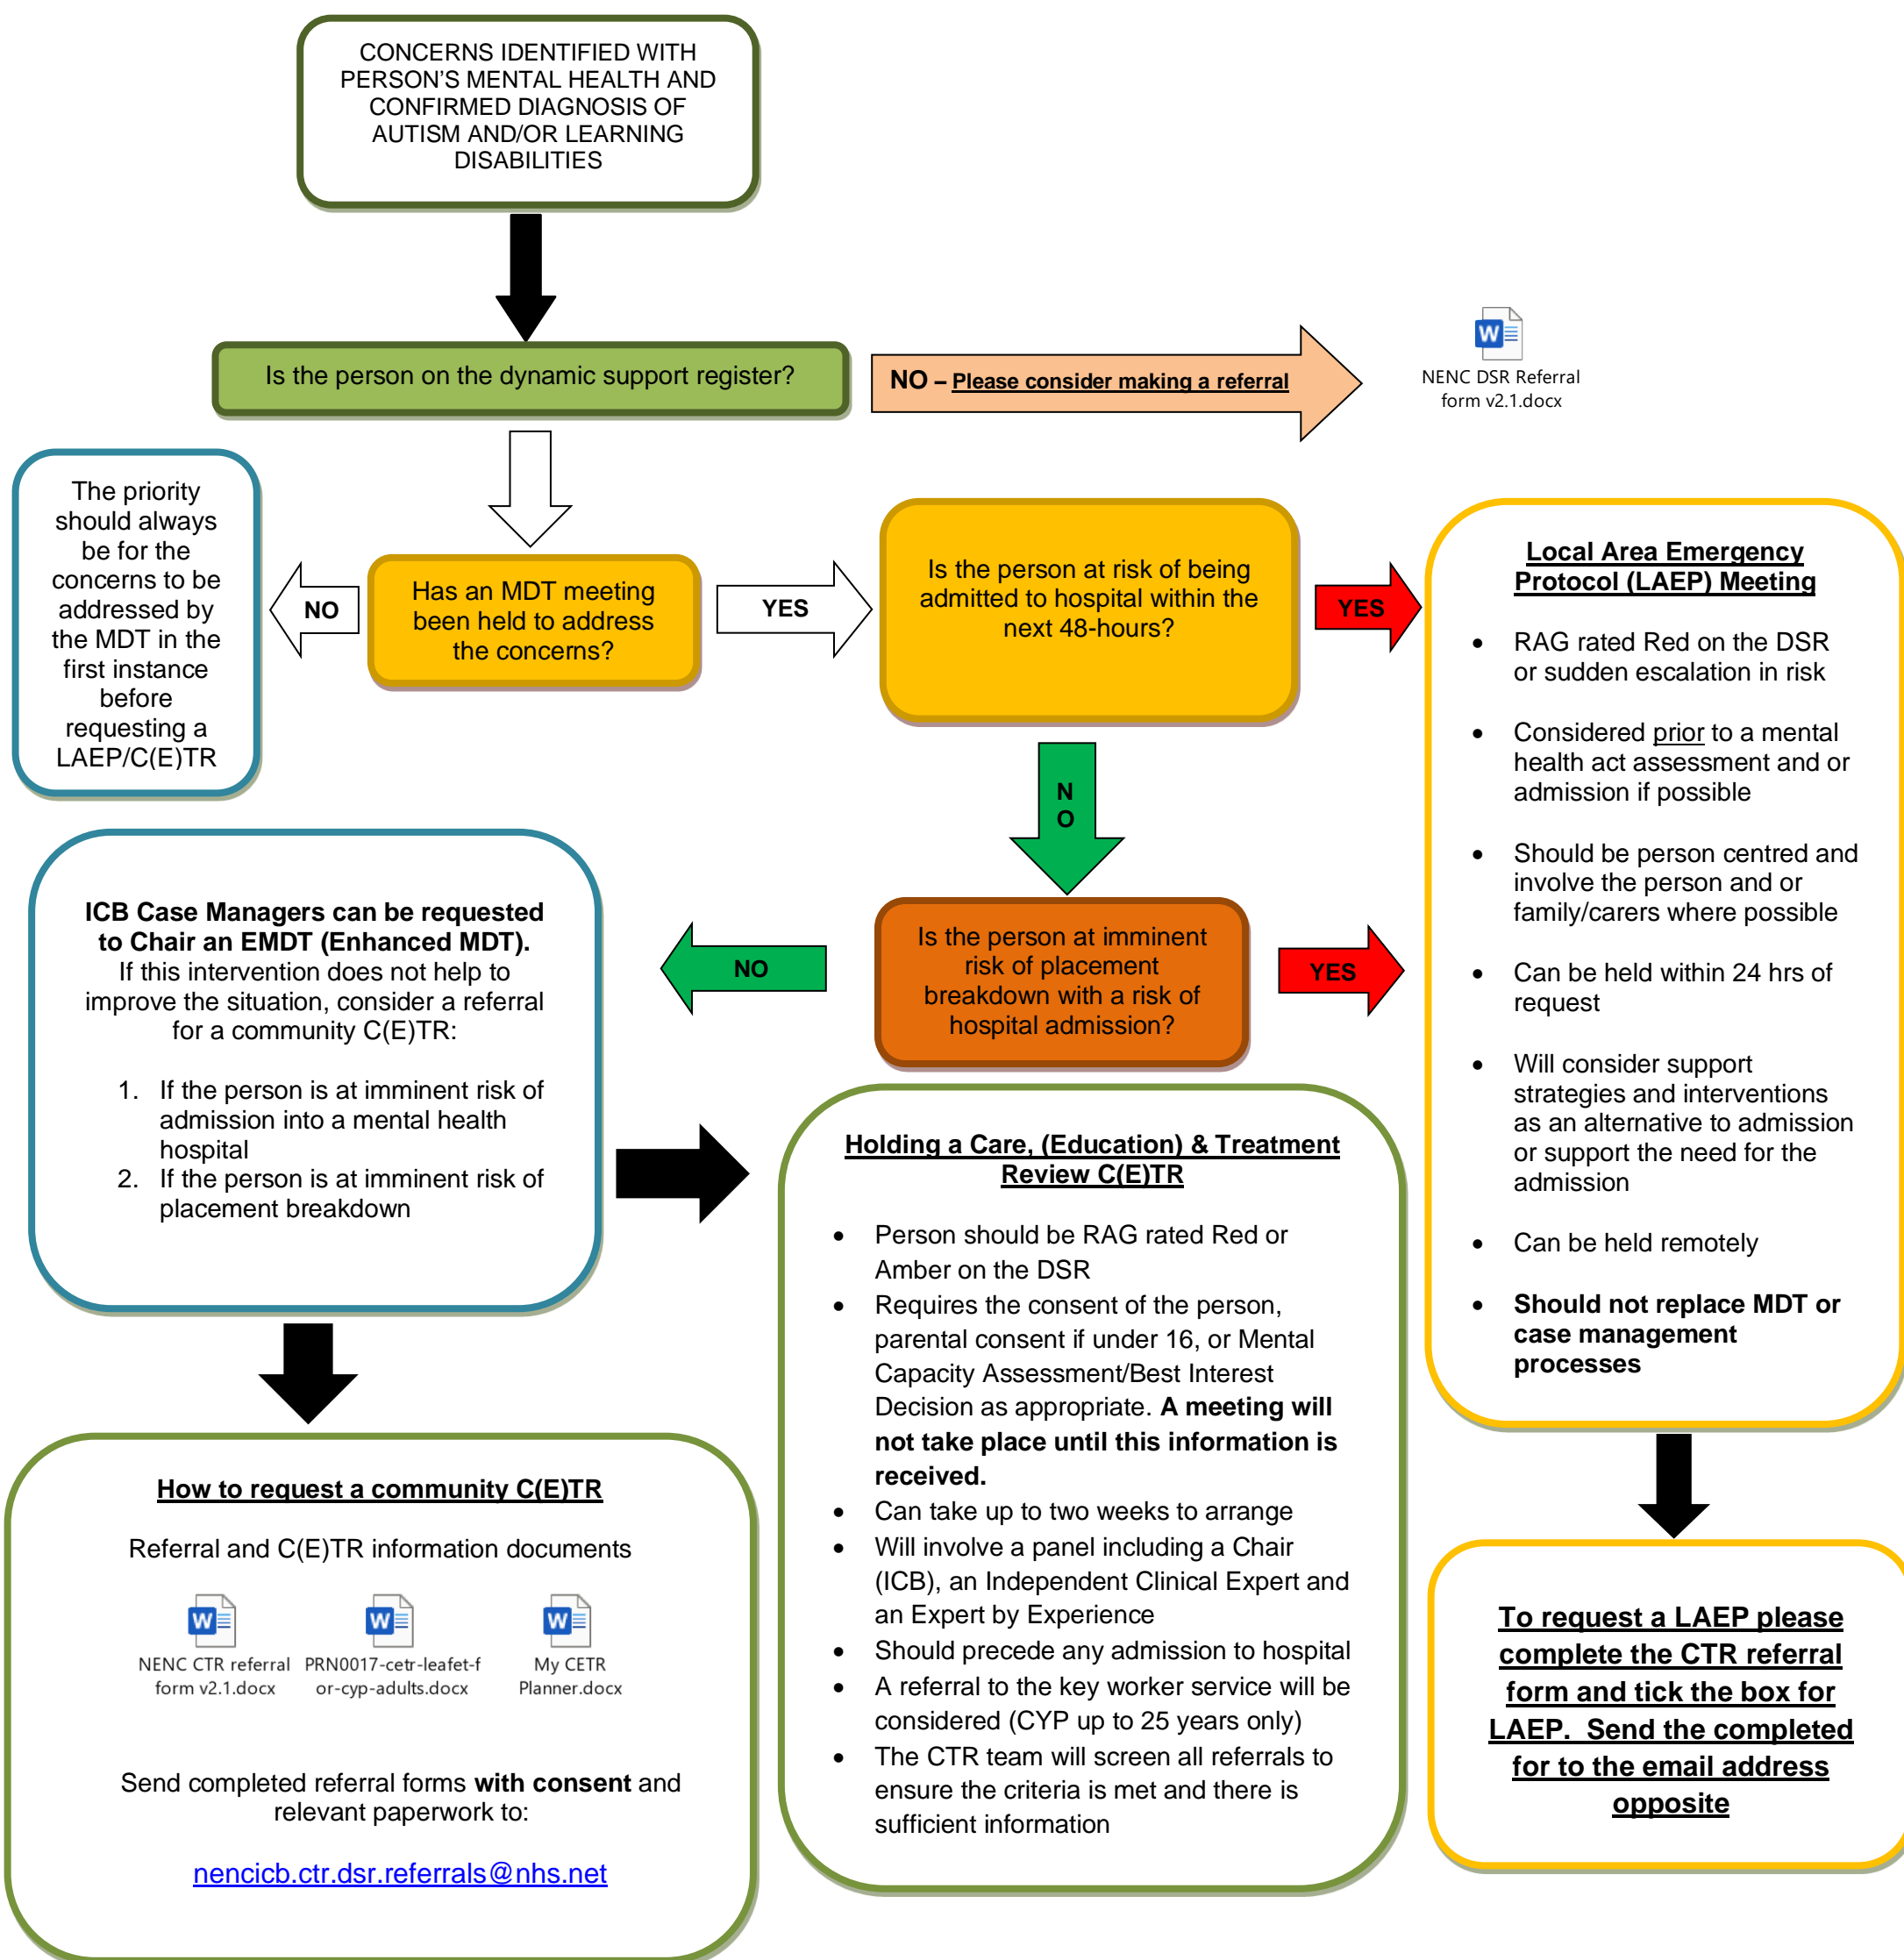 CONCERNS IDENTIFIED WITH
PERSON'S MENTAL HEALTH AND
CONFIRMED DIAGNOSIS OF
AUTISM AND/OR LEARNING
DISABILITIES
Is the person on the dynamic support register?
NO – Please consider making a referral
NENC DSR Referral
form v2.1.docx
The priority
should always
be for the
concerns to be
addressed by
the MDT in the
first instance
before
requesting a
LAEP/C(E)TR
NO
Has an MDT meeting
been held to address
the concerns?
YES
Is the person at risk of being
admitted to hospital within the
next 48-hours?
YES
Local Area Emergency
Protocol (LAEP) Meeting
• RAG rated Red on the DSR
or sudden escalation in risk
• Considered prior to a mental
health act assessment and or
admission if possible
• Should be person centred and
involve the person and or
family/carers where possible
• Can be held within 24 hrs of
request
• Will consider support
strategies and interventions
as an alternative to admission
or support the need for the
admission
• Can be held remotely
• Should not replace MDT or
case management
processes
N
O
Is the person at imminent
risk of placement
breakdown with a risk of
hospital admission?
YES
NO
ICB Case Managers can be requested
to Chair an EMDT (Enhanced MDT).
If this intervention does not help to
improve the situation, consider a referral
for a community C(E)TR:
1. If the person is at imminent risk of
admission into a mental health
hospital
2. If the person is at imminent risk of
placement breakdown
Holding a Care, (Education) & Treatment
Review C(E)TR
• Person should be RAG rated Red or
Amber on the DSR
• Requires the consent of the person,
parental consent if under 16, or Mental
Capacity Assessment/Best Interest
Decision as appropriate. A meeting will
not take place until this information is
received.
• Can take up to two weeks to arrange
• Will involve a panel including a Chair
(ICB), an Independent Clinical Expert and
an Expert by Experience
• Should precede any admission to hospital
• A referral to the key worker service will be
considered (CYP up to 25 years only)
• The CTR team will screen all referrals to
ensure the criteria is met and there is
sufficient information
How to request a community C(E)TR
Referral and C(E)TR information documents
NENC CTR referral
form v2.1.docx
PRN0017-cetr-leafet-f
or-cyp-adults.docx
My CETR
Planner.docx
Send completed referral forms with consent and
relevant paperwork to:
nencicb.ctr.dsr.referrals@nhs.net
To request a LAEP please
complete the CTR referral
form and tick the box for
LAEP. Send the completed
for to the email address
opposite